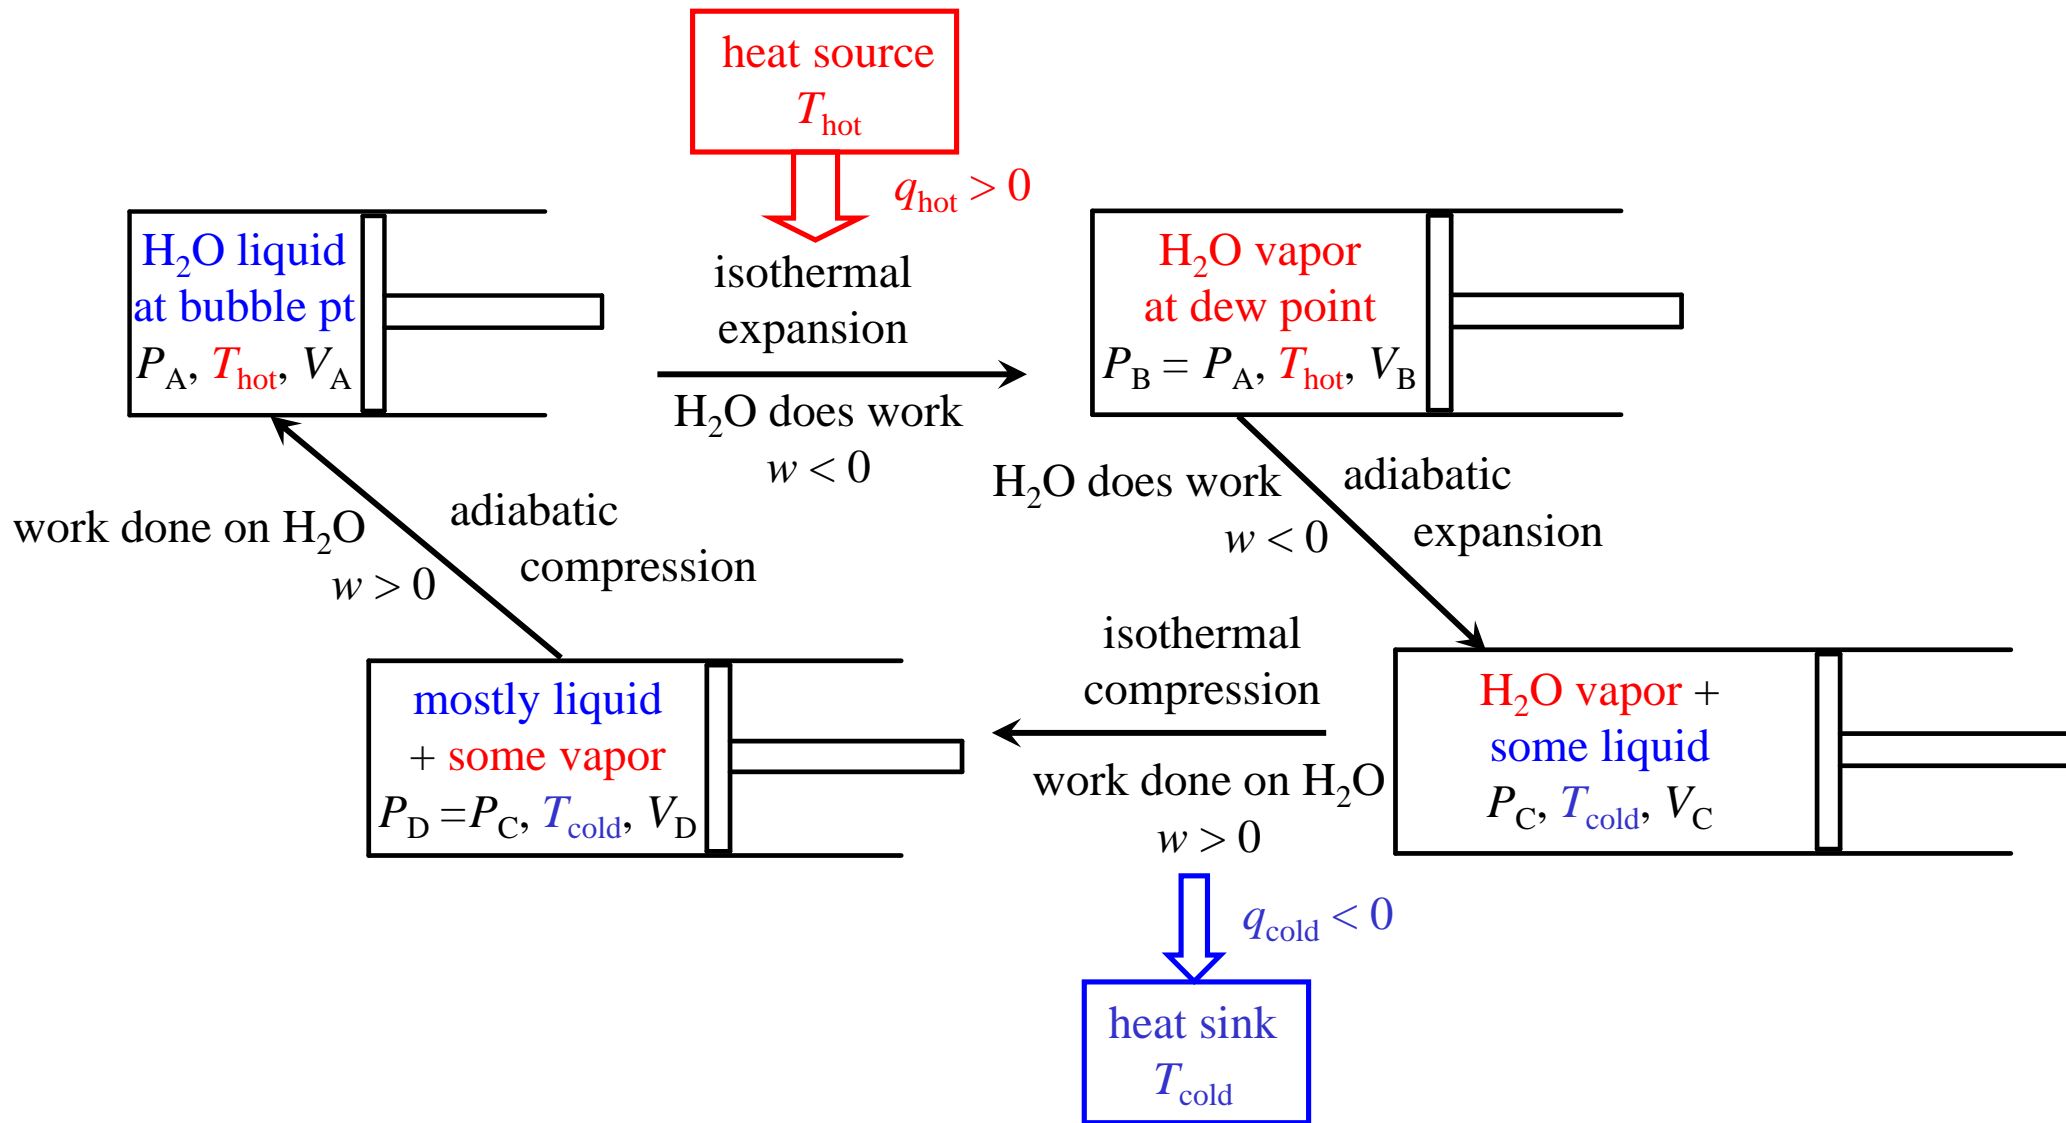 heat source
T_hot
q_hot > 0
H₂O liquid
at bubble pt
P_A, T_hot, V_A
isothermal
expansion
H₂O does work
w < 0
H₂O vapor
at dew point
P_B = P_A, T_hot, V_B
work done on H₂O
w > 0
adiabatic
compression
H₂O does work
w < 0
adiabatic
expansion
mostly liquid
+ some vapor
P_D =P_C, T_cold, V_D
isothermal
compression
work done on H₂O
w > 0
H₂O vapor +
some liquid
P_C, T_cold, V_C
q_cold < 0
heat sink
T_cold